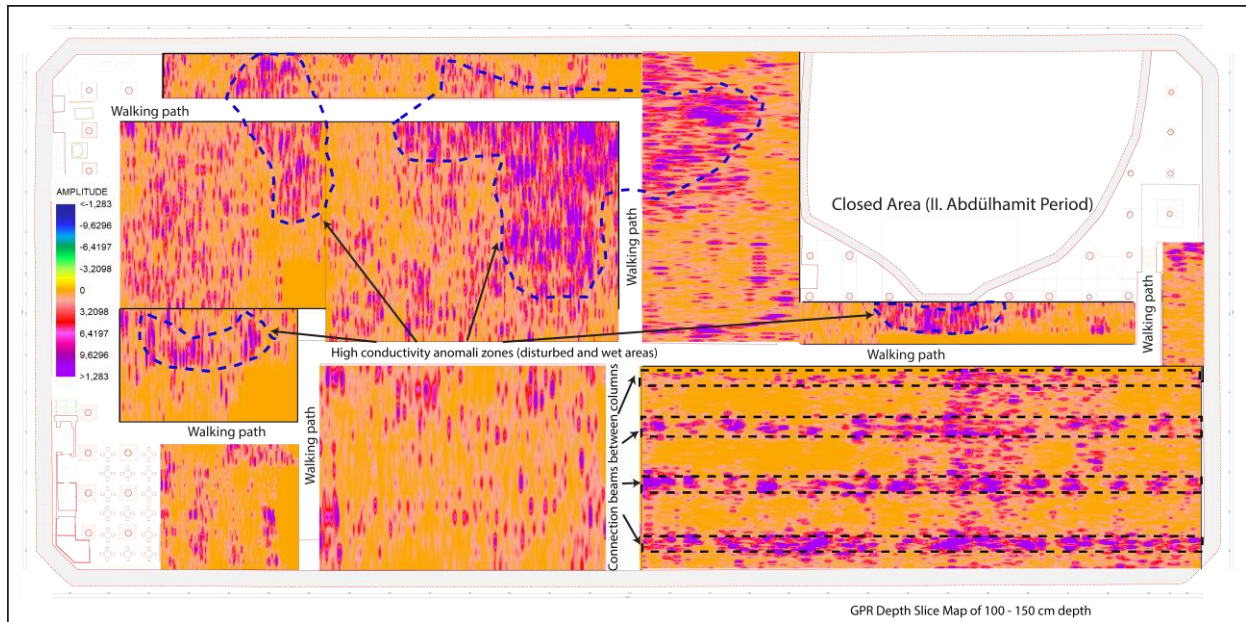 Walking path
AMPLITUDE
<-1,283
-9,6296
-6,4197
-3,2098
0
3,2098
6,4197
9,6296
>1,283
Walking path
Closed Area (II. Abdülhamit Period)
Walking path
High conductivity anomali zones (disturbed and wet areas)
Walking path
Walking path
Walking path
Connection beams between columns
GPR Depth Slice Map of 100 - 150 cm depth